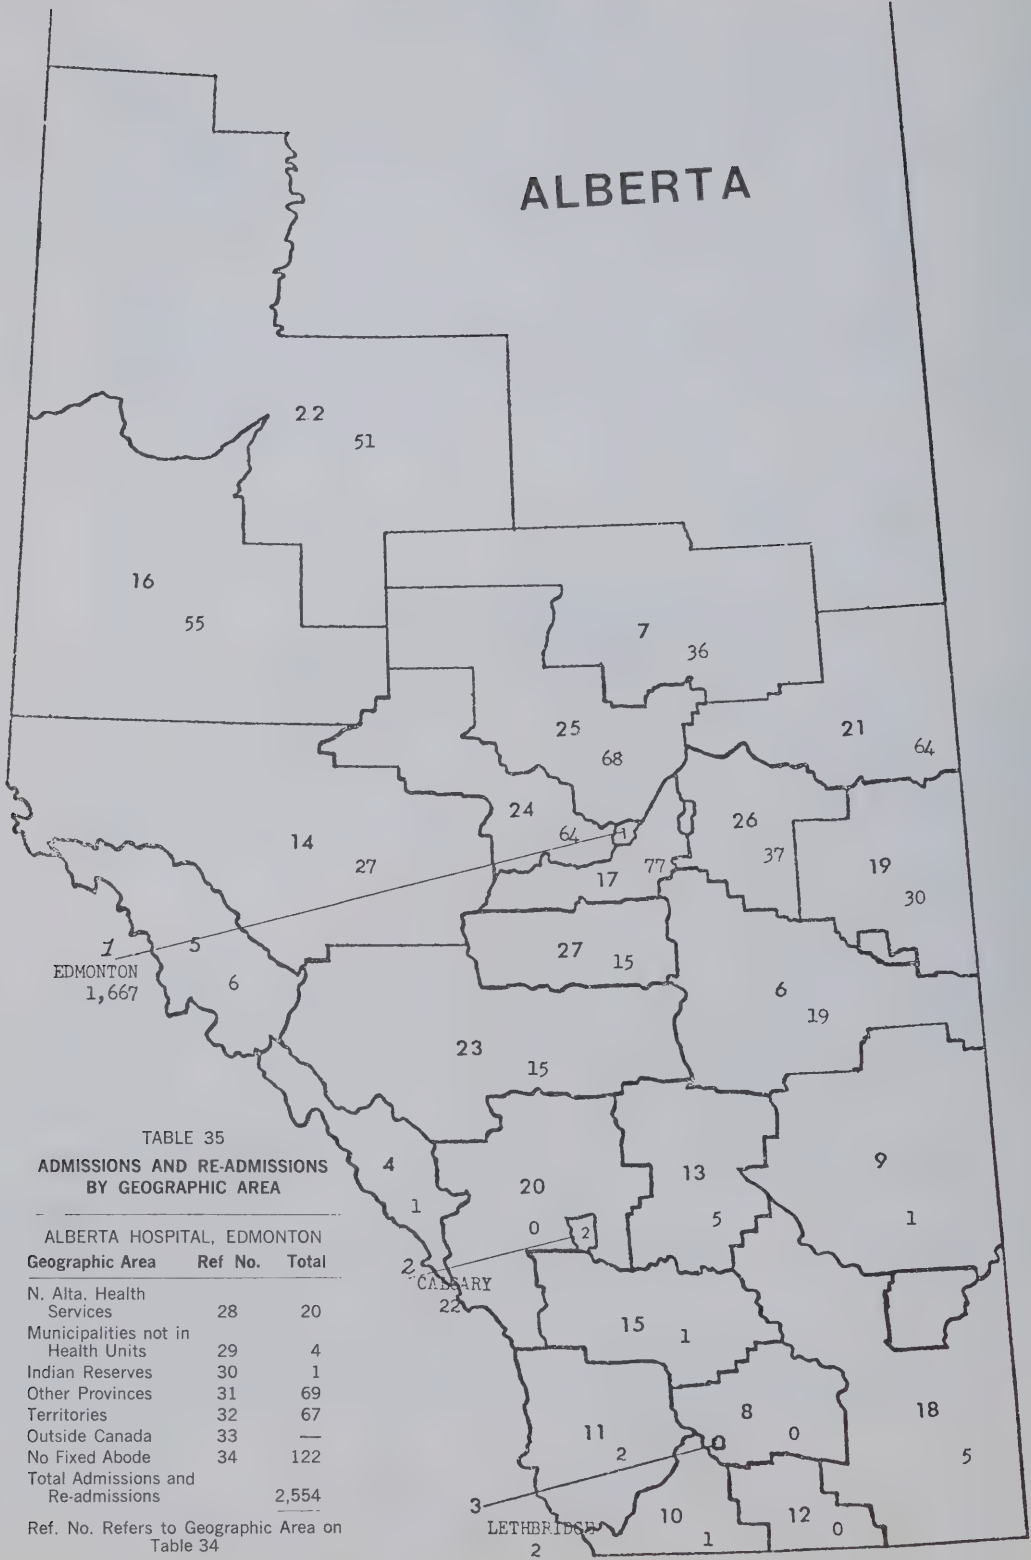 ALBERTA
22
51
16
55
7
36
25
68
21
64
24
64
1
26
37
14
27
17
77
19
30
1
EDMONTON
1,667
5
6
27
15
6
19
23
15
4
1
20
0
2
13
5
9
1
2
CALGARY
22
15
1
11
2
8
0
18
5
3
LETHBRIDGE
2
10
1
12
0
TABLE 35
ADMISSIONS AND RE-ADMISSIONS
BY GEOGRAPHIC AREA
ALBERTA HOSPITAL, EDMONTON
Geographic Area Ref No. Total
N. Alta. Health
Services 28 20
Municipalities not in
Health Units 29 4
Indian Reserves 30 1
Other Provinces 31 69
Territories 32 67
Outside Canada 33 —
No Fixed Abode 34 122
Total Admissions and
Re-admissions 2,554
Ref. No. Refers to Geographic Area on
Table 34